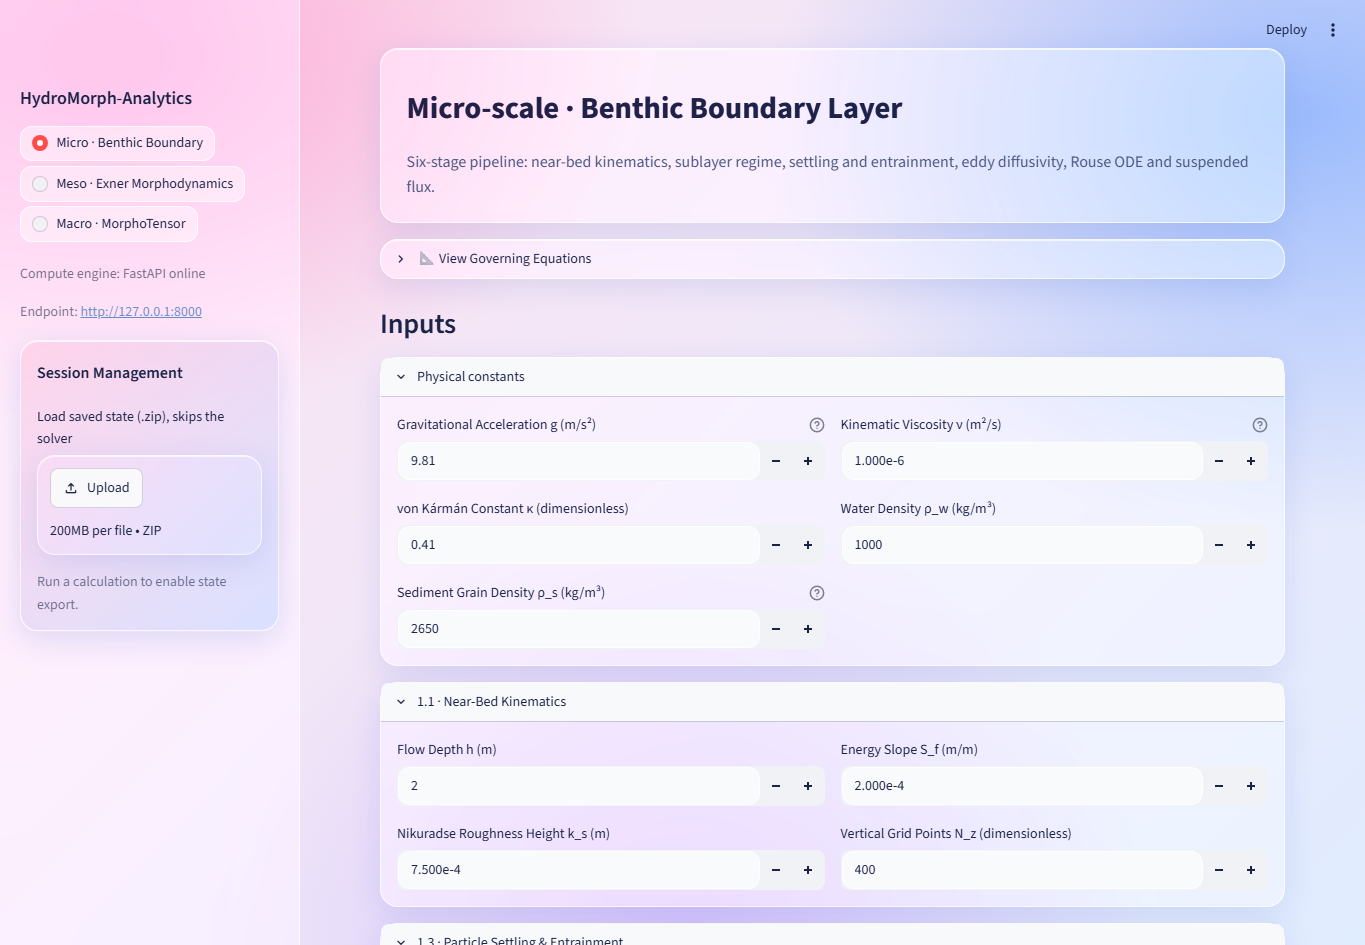 Deploy
HydroMorph-Analytics
Micro · Benthic Boundary
Meso · Exner Morphodynamics
Macro · MorphoTensor
Compute engine: FastAPI online
Endpoint: http://127.0.0.1:8000
Session Management
Load saved state (.zip), skips the
solver
Upload
200MB per file • ZIP
Run a calculation to enable state
export.
Micro-scale · Benthic Boundary Layer
Six-stage pipeline: near-bed kinematics, sublayer regime, settling and entrainment, eddy diffusivity, Rouse ODE and suspended
flux.
View Governing Equations
Inputs
Physical constants
Gravitational Acceleration g (m/s²)
Kinematic Viscosity ν (m²/s)
9.81
1.000e-6
von Kármán Constant κ (dimensionless)
Water Density ρ_w (kg/m³)
0.41
1000
Sediment Grain Density ρ_s (kg/m³)
2650
1.1 · Near-Bed Kinematics
Flow Depth h (m)
Energy Slope S_f (m/m)
2
2.000e-4
Nikuradse Roughness Height k_s (m)
Vertical Grid Points N_z (dimensionless)
7.500e-4
400
1.3 · Particle Settling & Entrainment